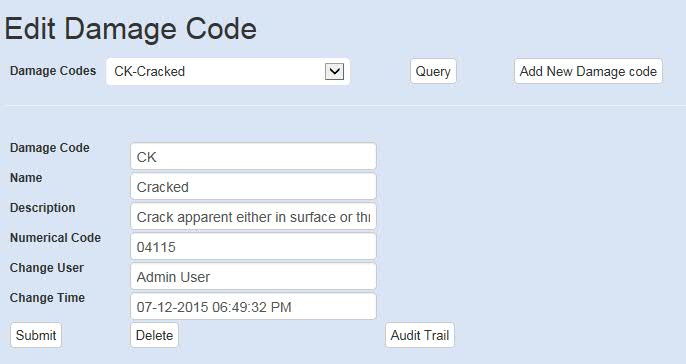 Edit Damage Code
Damage Codes CK-Cracked Query Add New Damage code
Damage Code CK
Name Cracked
Description Crack apparent either in surface or
Numerical Code 04115
Change User Admin User
Change Time 07-12-2015 06:49:32 PM
Submit Delete Audit Trail